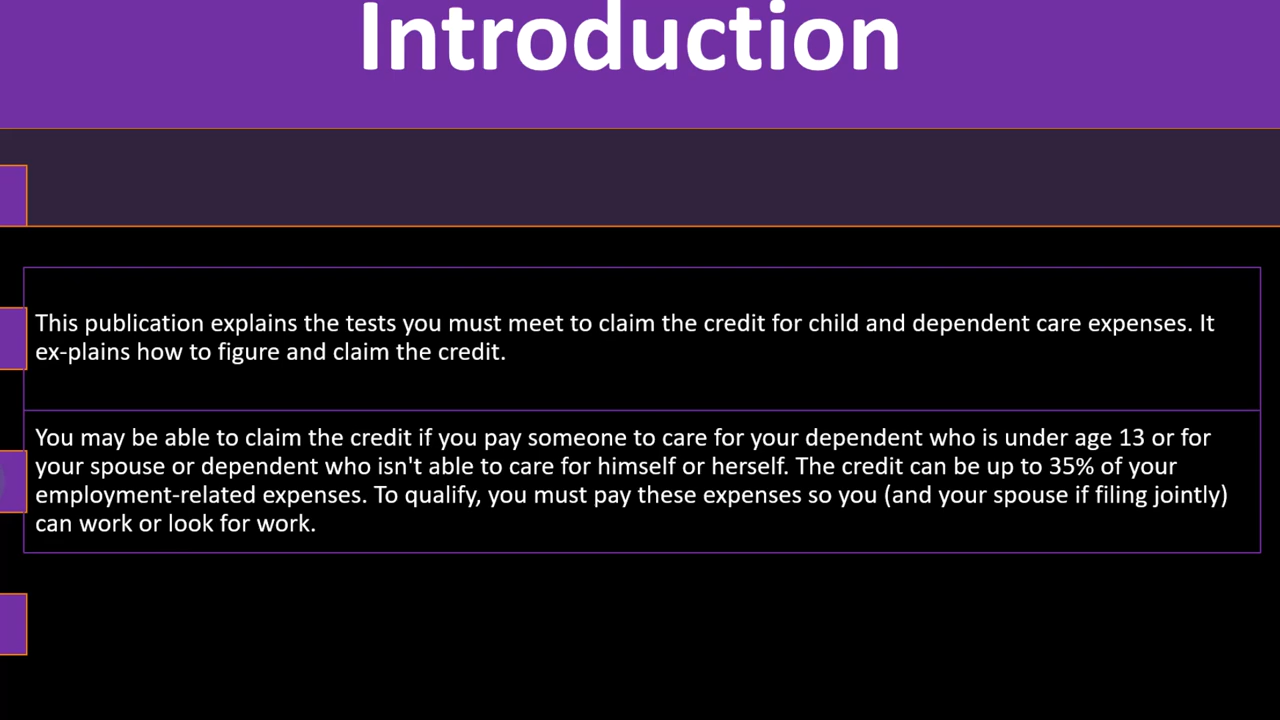 Introduction
This publication explains the tests you must meet to claim the credit for child and dependent care expenses. It
ex-plains how to figure and claim the credit.
You may be able to claim the credit if you pay someone to care for your dependent who is under age 13 or for
your spouse or dependent who isn't able to care for himself or herself. The credit can be up to 35% of your
employment-related expenses. To qualify, you must pay these expenses so you (and your spouse if filing jointly)
can work or look for work.